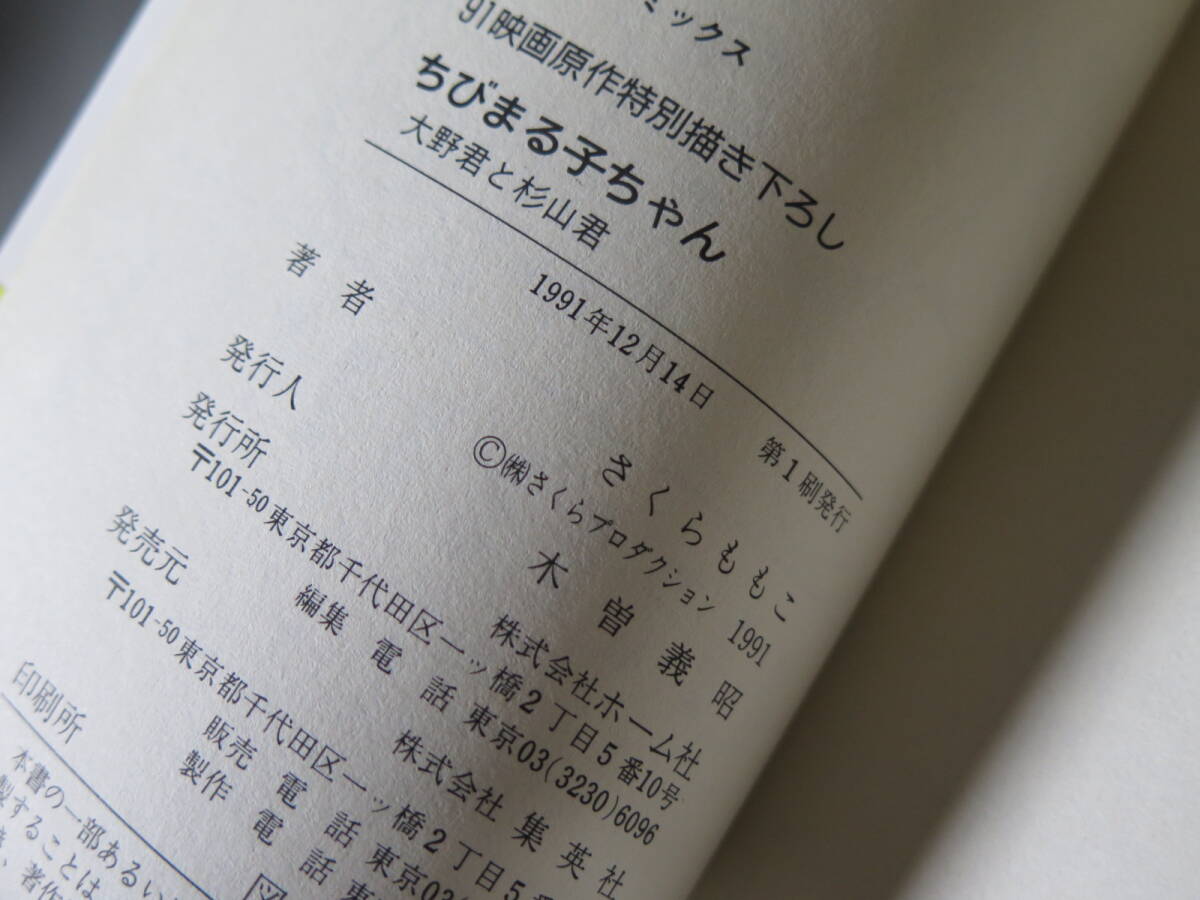 ミックス
91映画原作特別描き下ろし
ちびまる子ちゃん
大野君と杉山君
1991年12月14日 第1刷発行
著者 さくらももこ
©㈱さくらプロダクション 1991
発行人 木曽義昭
発行所 株式会社ホーム社
〒101-50東京都千代田区一ッ橋2丁目5番10号
編集 電話 東京03(3230)6096
発売元 株式会社 集英社
〒101-50東京都千代田区一ッ橋2丁目5
販売 電話 東京03
製作 電話 東
印刷所 図
本書の一部あるい
製することは
著作